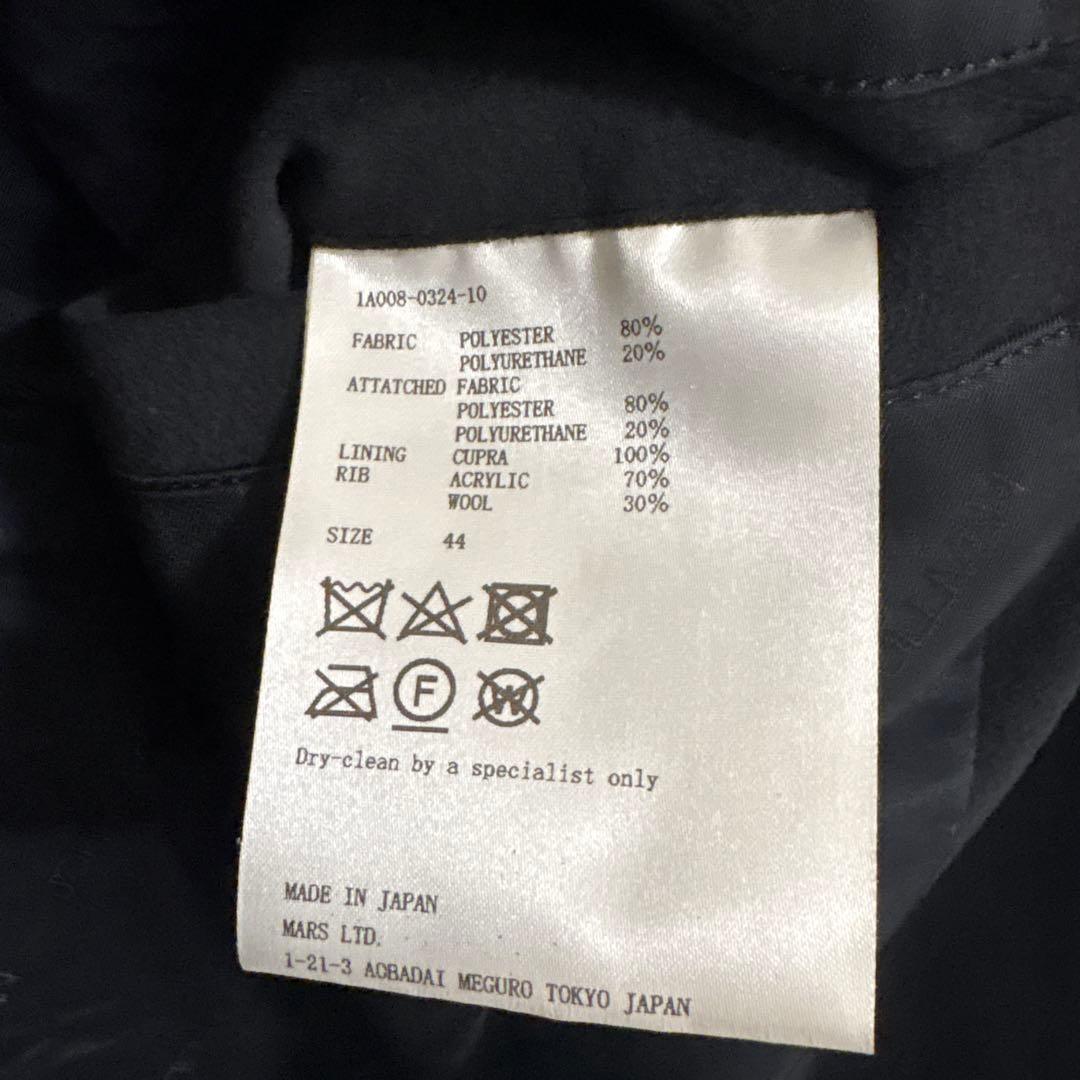 1A008-0324-10
FABRIC POLYESTER 80%
POLYURETHANE 20%
ATTATCHED FABRIC
POLYESTER 80%
POLYURETHANE 20%
LINING CUPRA 100%
RIB ACRYLIC 70%
WOOL 30%
SIZE 44
F W
Dry-clean by a specialist only
MADE IN JAPAN
MARS LTD.
1-21-3 AOBADAI MEGURO TOKYO JAPAN